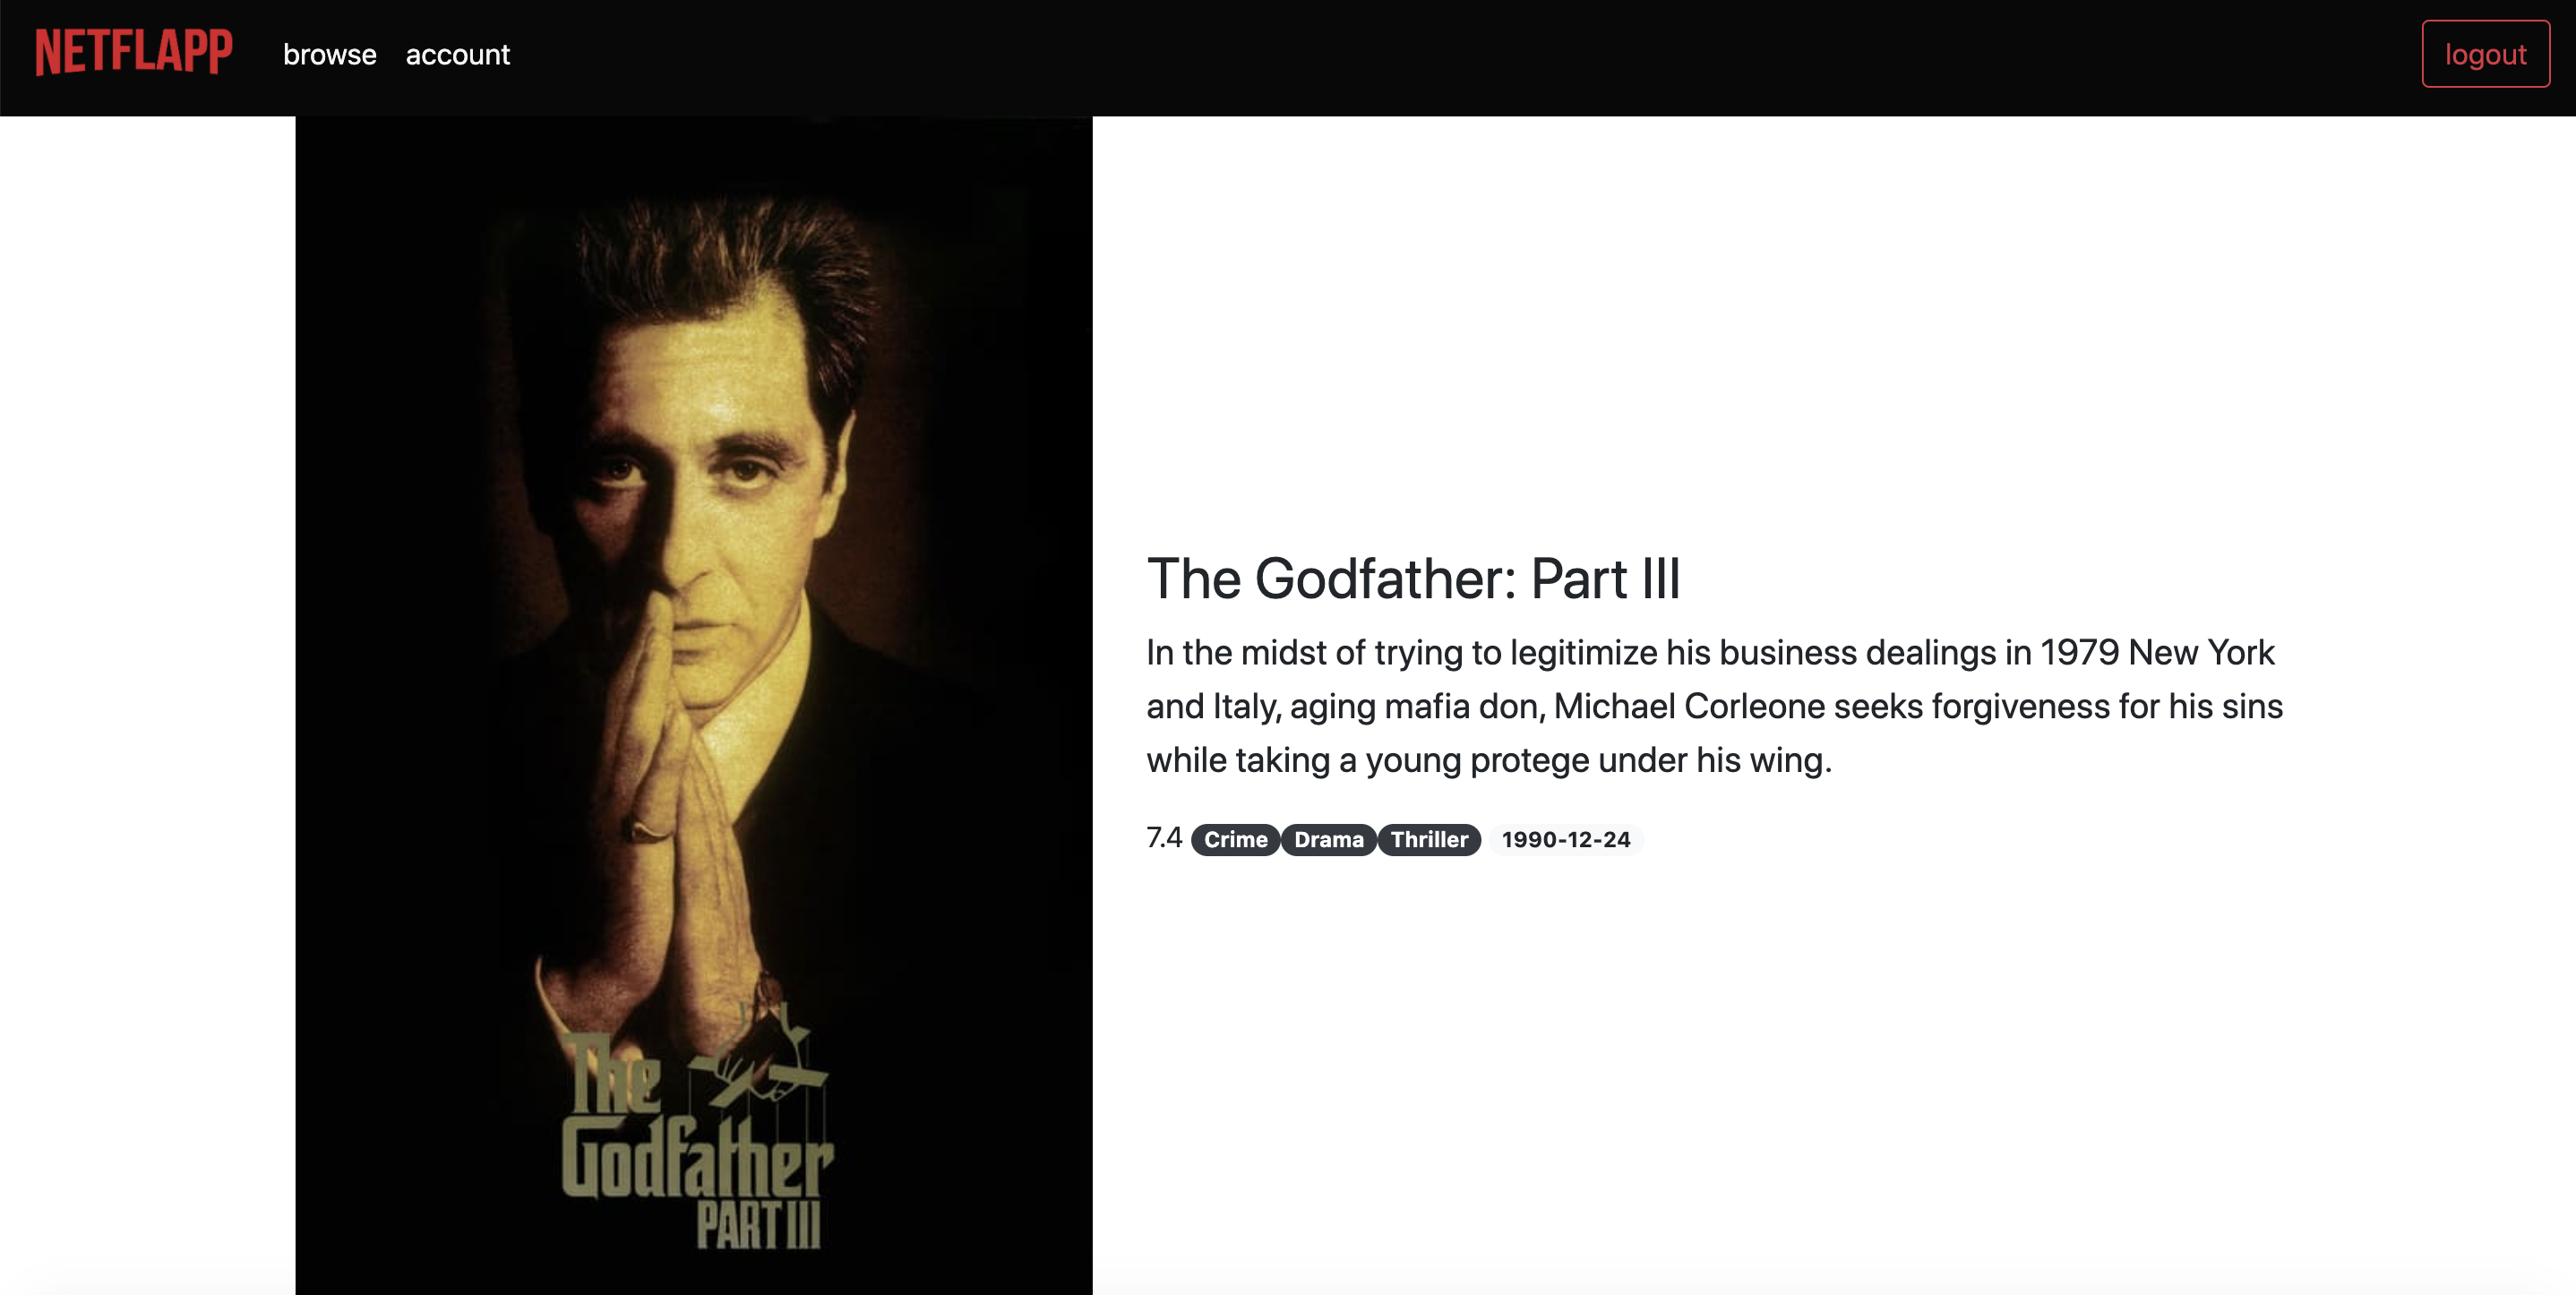 NETFLAPP browse account logout
The Godfather: Part III
In the midst of trying to legitimize his business dealings in 1979 New York
and Italy, aging mafia don, Michael Corleone seeks forgiveness for his sins
while taking a young protege under his wing.
7.4 Crime Drama Thriller 1990-12-24
The
Godfather
PART III